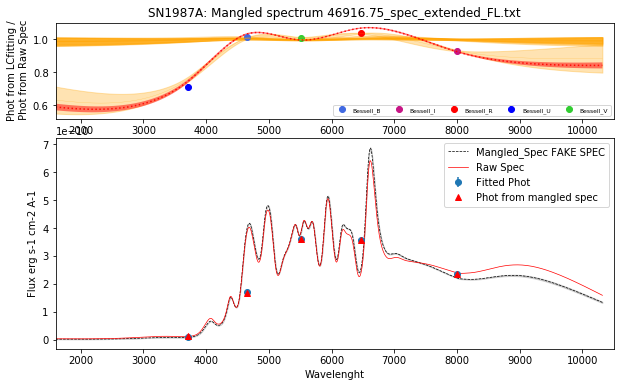 SN1987A: Mangled spectrum 46916.75_spec_extended_FL.txt
Phot from LCfitting /
Phot from Raw Spec
1.0
0.8
0.6
Bessell_B
Bessell_I
Bessell_R
Bessell_U
Bessell_V
2000 3000 4000 5000 6000 7000 8000 9000 10000
1e−10
Flux erg s-1 cm-2 A-1
7
6
5
4
3
2
1
0
Mangled_Spec FAKE SPEC
Raw Spec
Fitted Phot
Phot from mangled spec
2000 3000 4000 5000 6000 7000 8000 9000 10000
Wavelenght